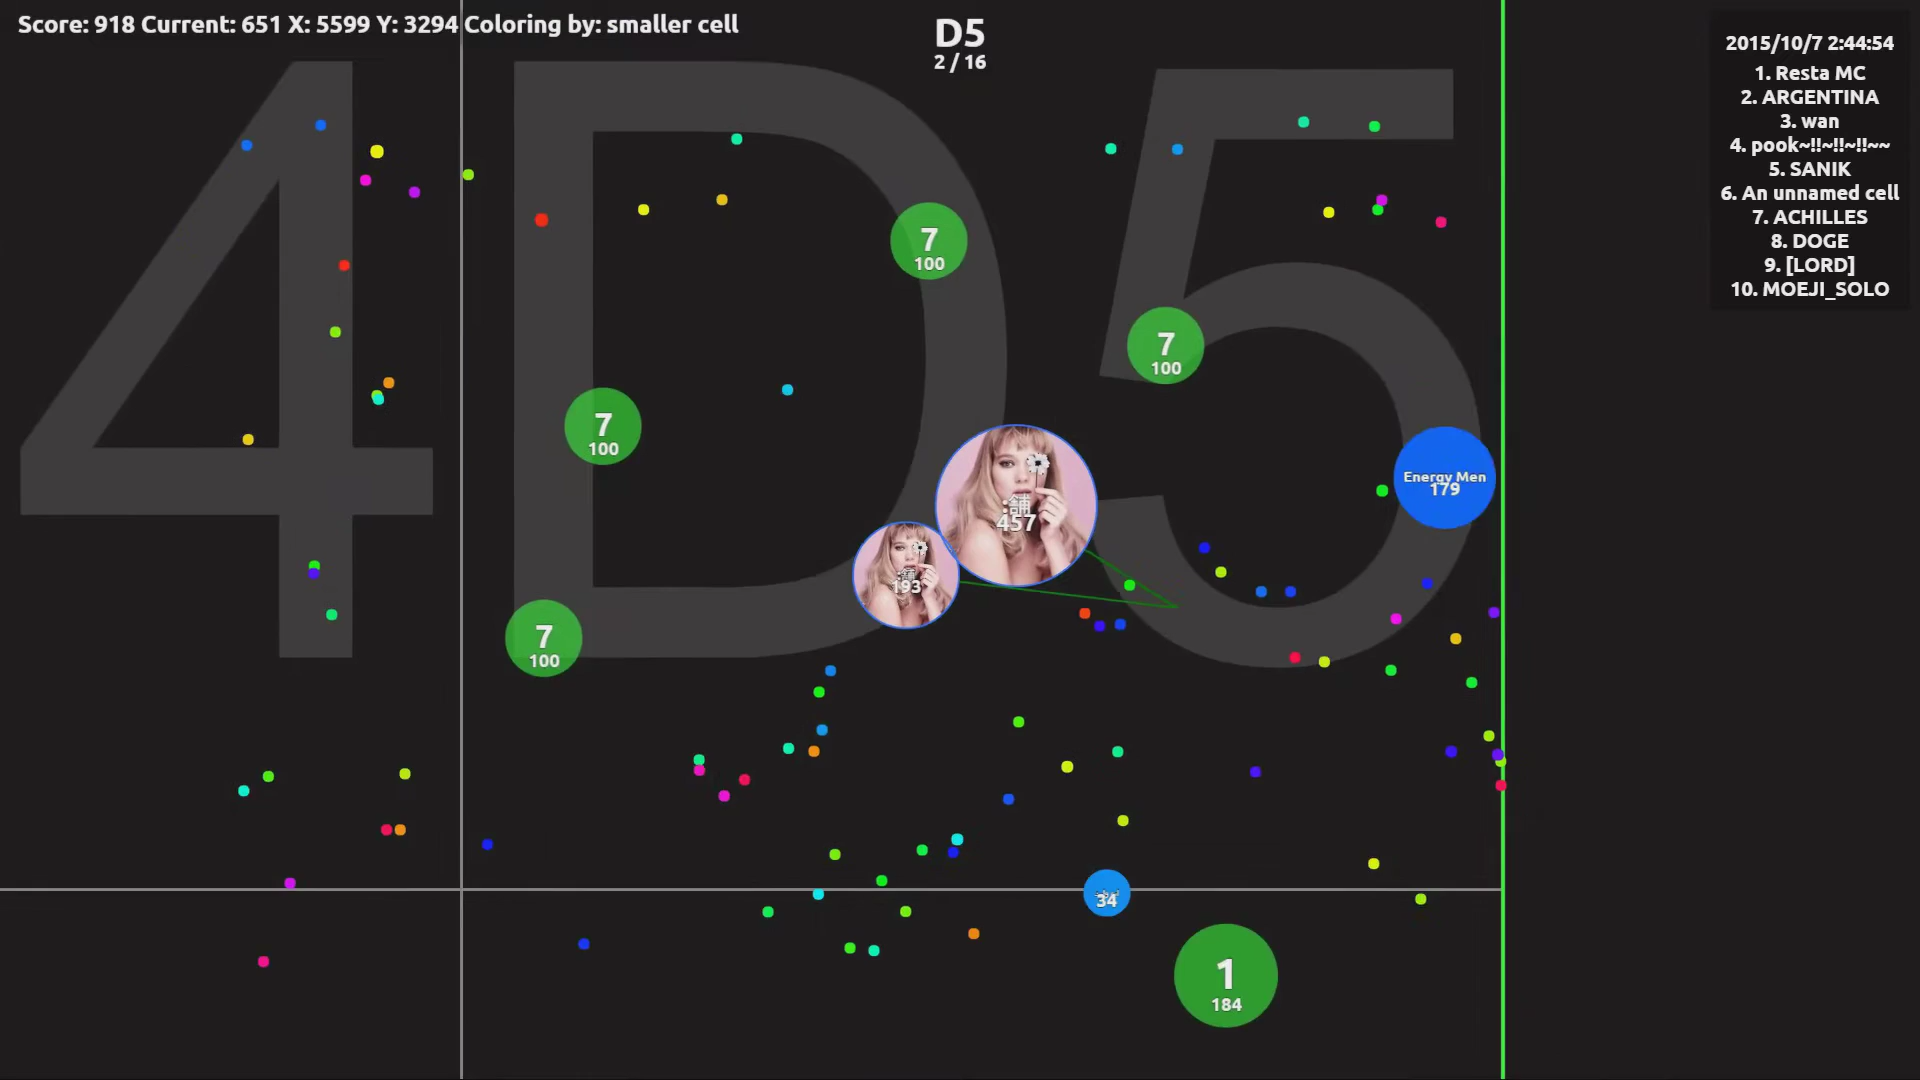 Score: 918 Current: 651 X: 5599 Y: 3294 Coloring by: smaller cell
D5
2 / 16
2015/10/7 2:44:54
1. Resta MC
2. ARGENTINA
3. wan
4. pook~!!~!!~!!~~
5. SANIK
6. An unnamed cell
7. ACHILLES
8. DOGE
9. [LORD]
10. MOEJI_SOLO
4 D5
7
100
7
100
7
100
Energy Men
179
457
193
7
100
34
1
184